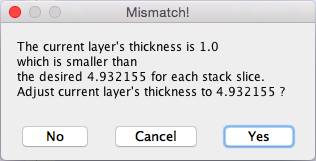 Mismatch!
The current layer's thickness is 1.0
which is smaller than
the desired 4.932155 for each stack slice.
Adjust current layer's thickness to 4.932155 ?
No Cancel Yes